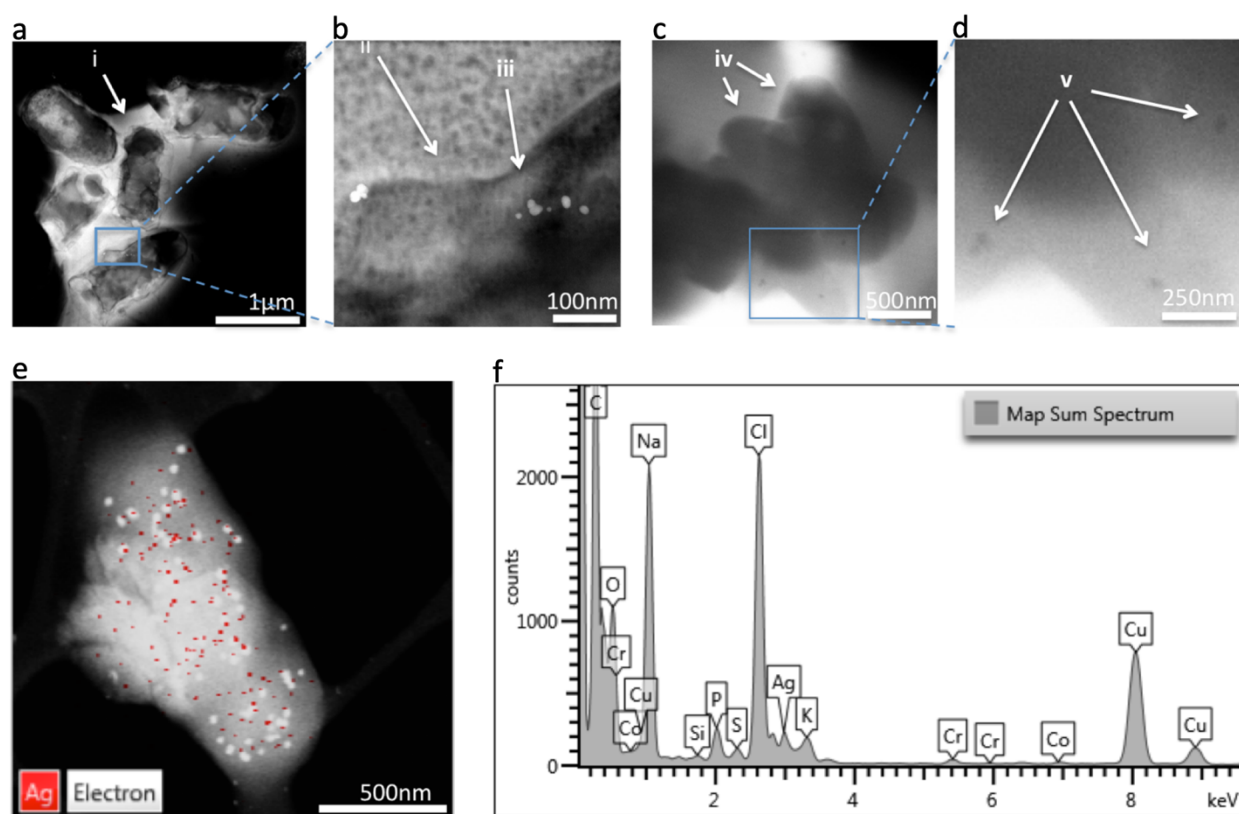 a
b
c
d
i
ii
iii
iv
v
1µm
100nm
500nm
250nm
e
f
Ag
Electron
500nm
Map Sum Spectrum
counts
2000
1000
0
C
O
Cr
Co
Cu
Na
Si
P
S
Cl
Ag
K
Cr
Cr
Co
Cu
Cu
2
4
6
8
keV